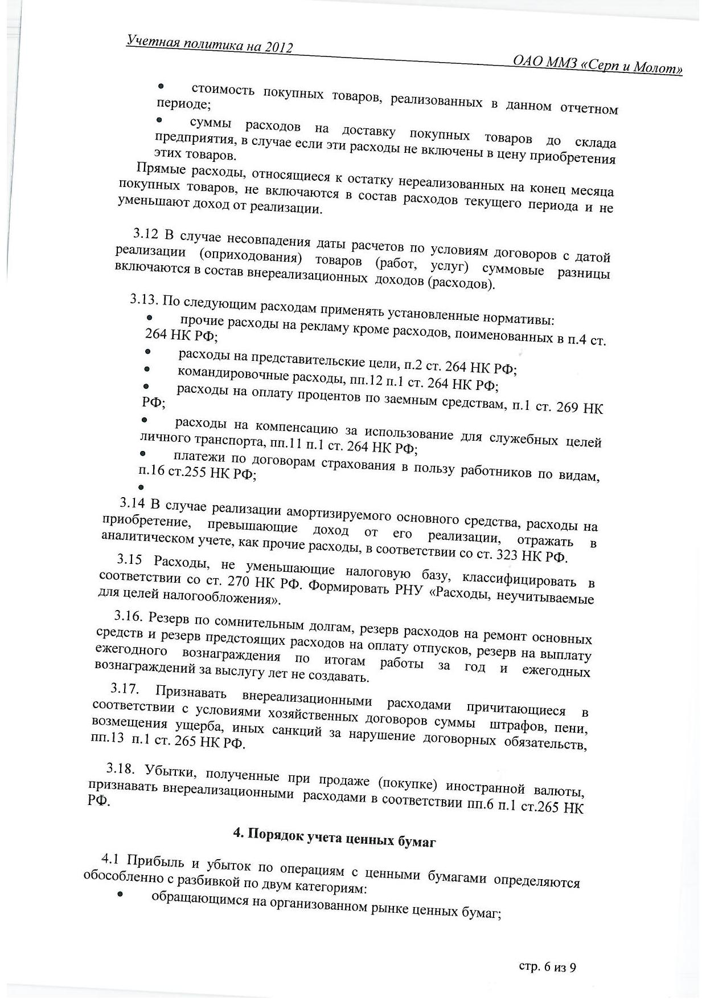 Учетная политика на 2012
ОАО ММЗ «Серп и Молот»
• стоимость покупных товаров, реализованных в данном отчетном
периоде;
• суммы расходов на доставку покупных товаров до склада
предприятия, в случае если эти расходы не включены в цену приобретения
этих товаров.
Прямые расходы, относящиеся к остатку нереализованных на конец месяца
покупных товаров, не включаются в состав расходов текущего периода и не
уменьшают доход от реализации.
3.12 В случае несовпадения даты расчетов по условиям договоров с датой
реализации (оприходования) товаров (работ, услуг) суммовые разницы
включаются в состав внереализационных доходов (расходов).
3.13. По следующим расходам применять установленные нормативы:
• прочие расходы на рекламу кроме расходов, поименованных в п.4 ст.
264 НК РФ;
• расходы на представительские цели, п.2 ст. 264 НК РФ;
• командировочные расходы, пп.12 п.1 ст. 264 НК РФ;
• расходы на оплату процентов по заемным средствам, п.1 ст. 269 НК
РФ;
• расходы на компенсацию за использование для служебных целей
личного транспорта, пп.11 п.1 ст. 264 НК РФ;
• платежи по договорам страхования в пользу работников по видам,
п.16 ст.255 НК РФ;
•
3.14 В случае реализации амортизируемого основного средства, расходы на
приобретение, превышающие доход от его реализации, отражать в
аналитическом учете, как прочие расходы, в соответствии со ст. 323 НК РФ.
3.15 Расходы, не уменьшающие налоговую базу, классифицировать в
соответствии со ст. 270 НК РФ. Формировать РНУ «Расходы, неучитываемые
для целей налогообложения».
3.16. Резерв по сомнительным долгам, резерв расходов на ремонт основных
средств и резерв предстоящих расходов на оплату отпусков, резерв на выплату
ежегодного вознаграждения по итогам работы за год и ежегодных
вознаграждений за выслугу лет не создавать.
3.17. Признавать внереализационными расходами причитающиеся в
соответствии с условиями хозяйственных договоров суммы штрафов, пени,
возмещения ущерба, иных санкций за нарушение договорных обязательств,
пп.13 п.1 ст. 265 НК РФ.
3.18. Убытки, полученные при продаже (покупке) иностранной валюты,
признавать внереализационными расходами в соответствии пп.6 п.1 ст.265 НК
РФ.
4. Порядок учета ценных бумаг
4.1 Прибыль и убыток по операциям с ценными бумагами определяются
обособленно с разбивкой по двум категориям:
• обращающимся на организованном рынке ценных бумаг;
стр. 6 из 9